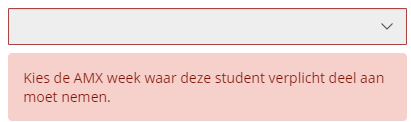 Kies de AMX week waar deze student verplicht deel aan
moet nemen.